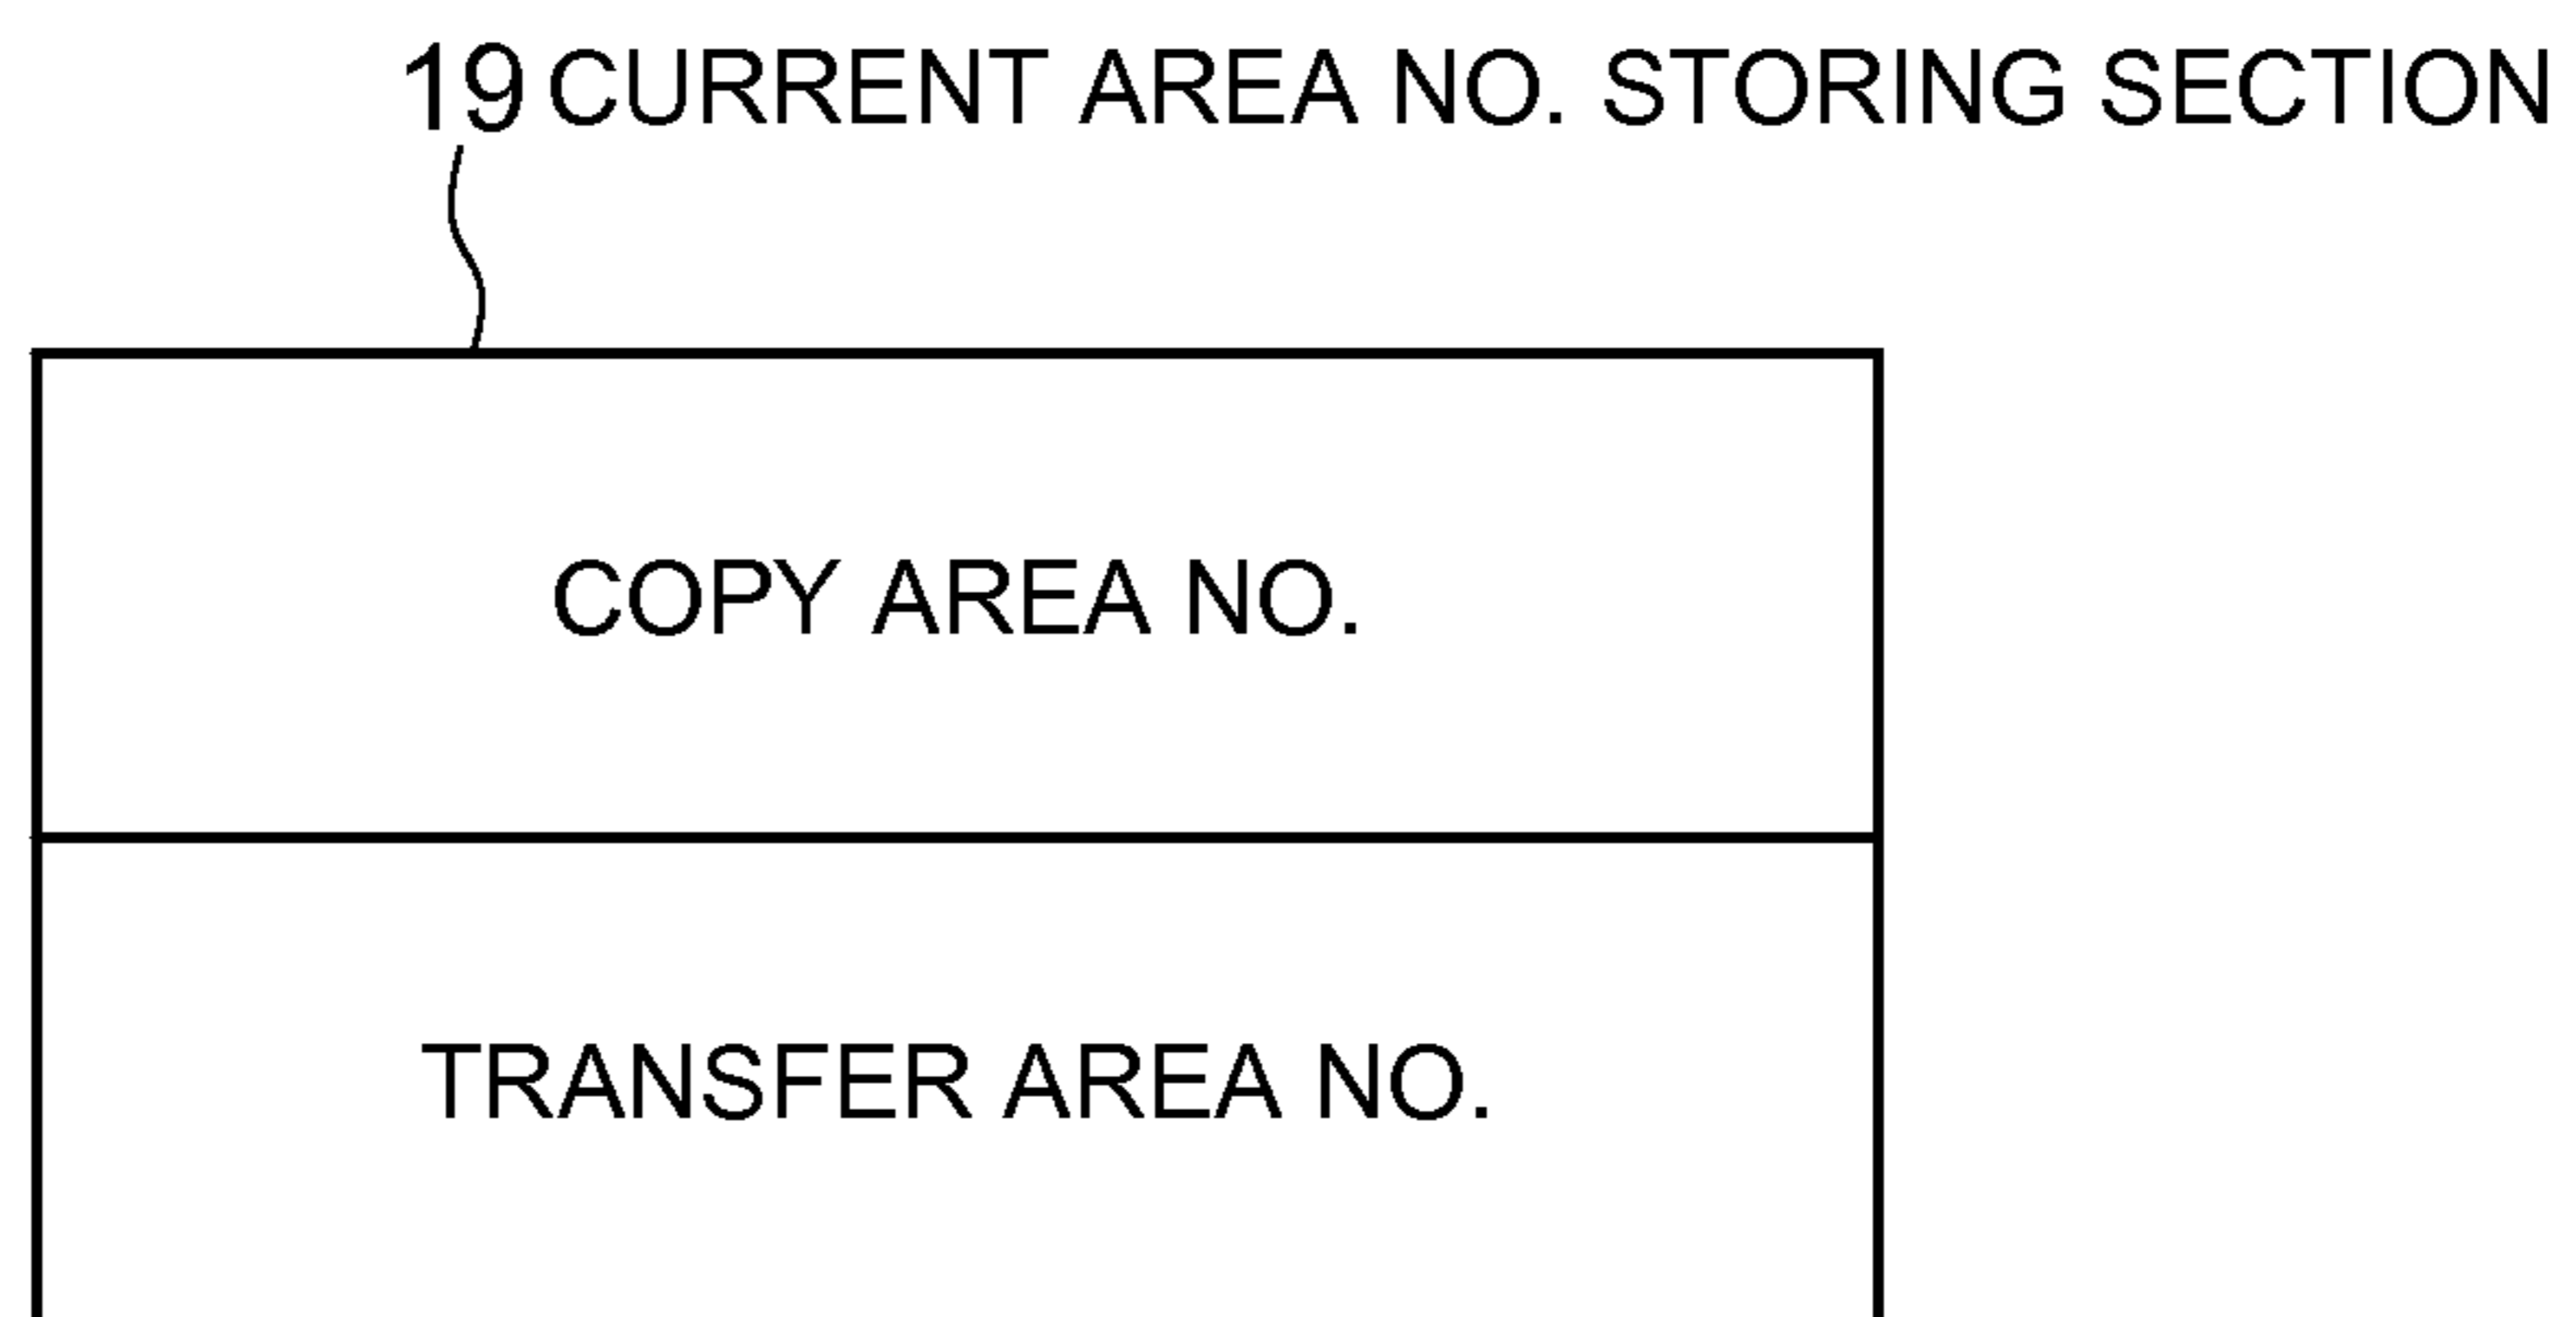 19 CURRENT AREA NO. STORING SECTION
COPY AREA NO.
TRANSFER AREA NO.